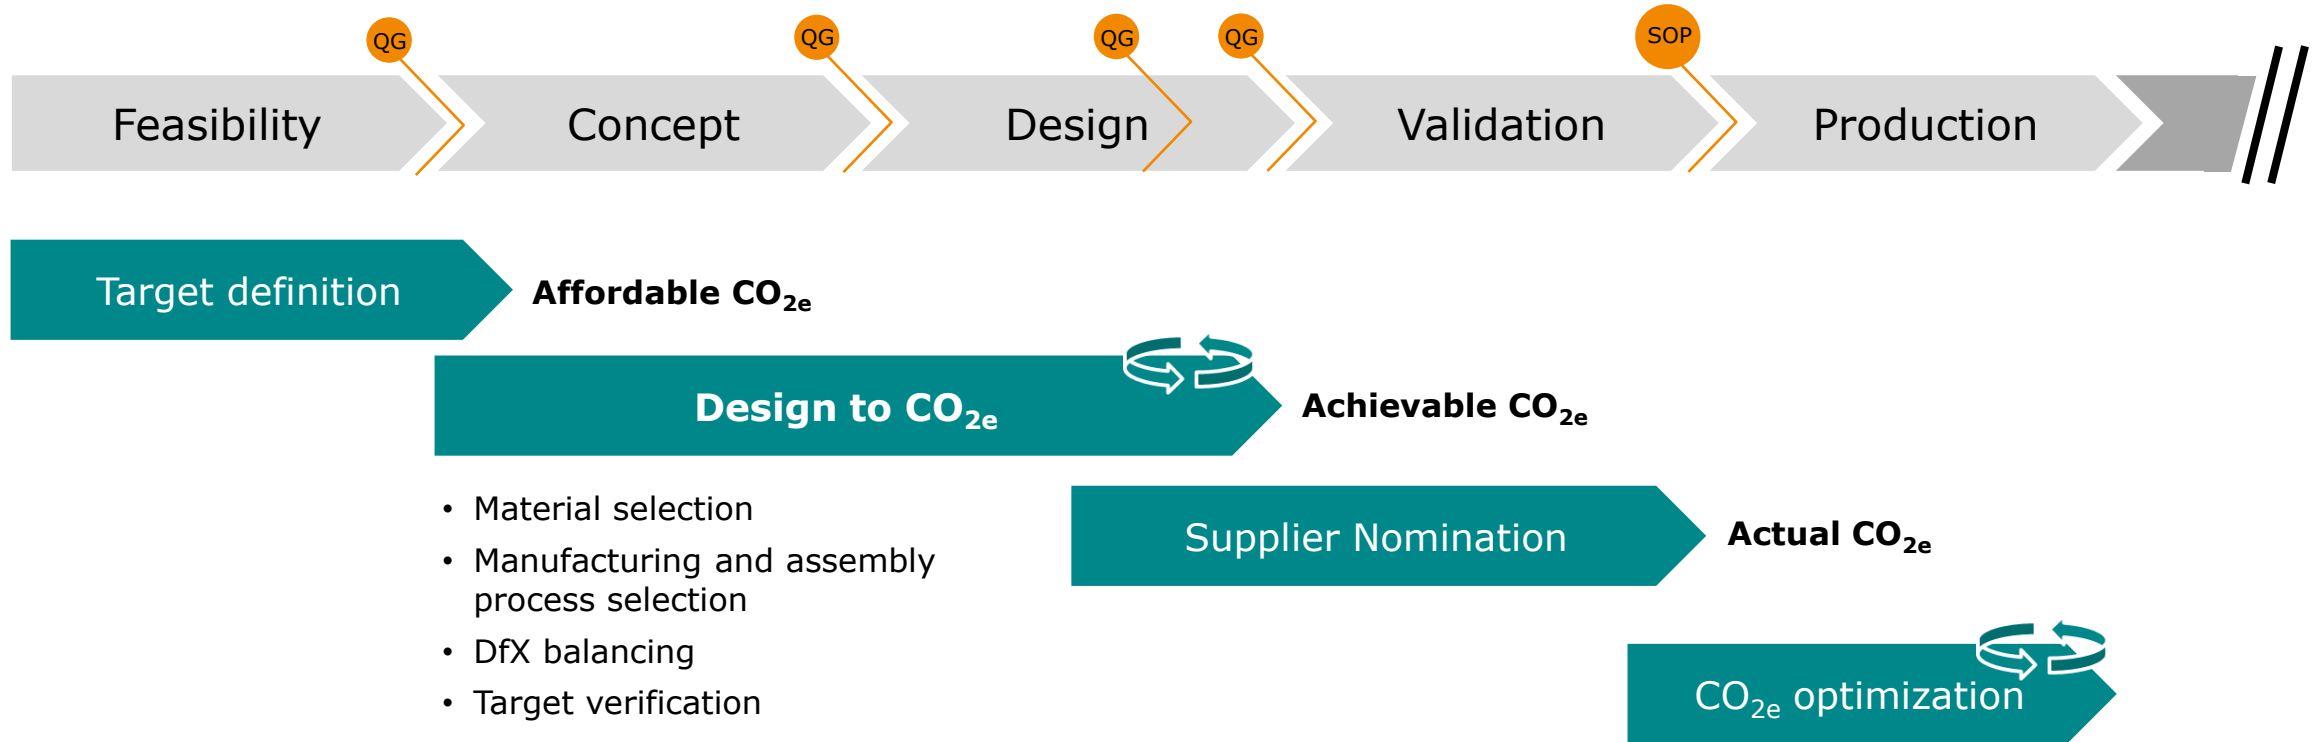 QG
QG
QG
QG
SOP
Feasibility
Concept
Design
Validation
Production
Target definition
Affordable CO2e
Design to CO2e
Achievable CO2e
• Material selection
• Manufacturing and assembly
process selection
• DfX balancing
• Target verification
Supplier Nomination
Actual CO2e
CO2e optimization